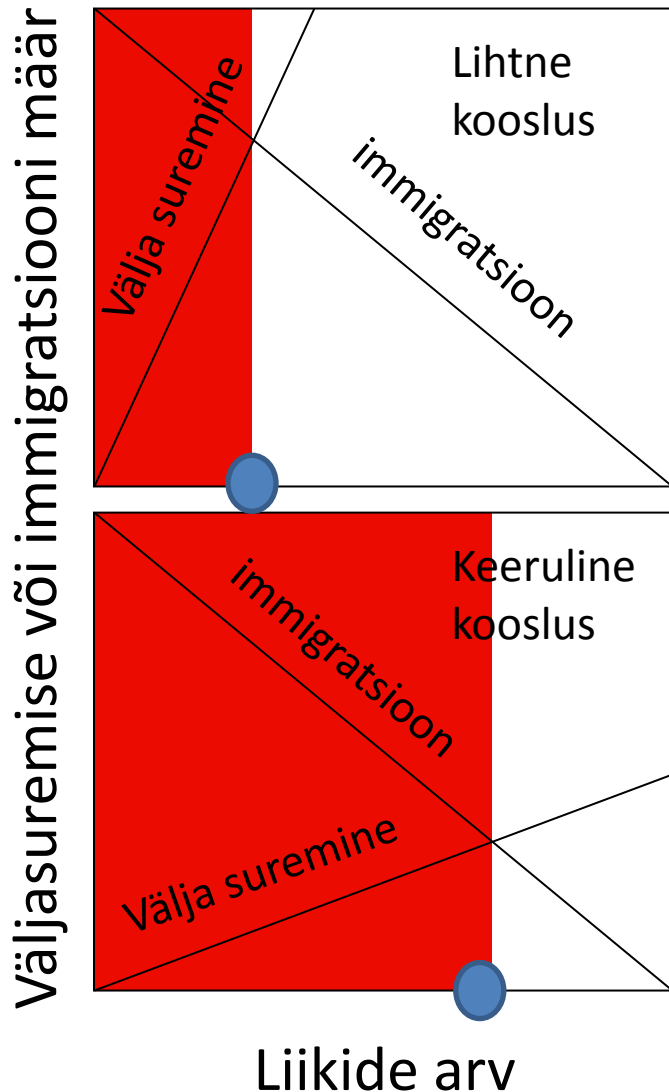 Väljasuremise või immigratsiooni määr
Lihtne
kooslus
Välja suremine
immigratsioon
Keeruline
kooslus
immigratsioon
Välja suremine
Liikide arv